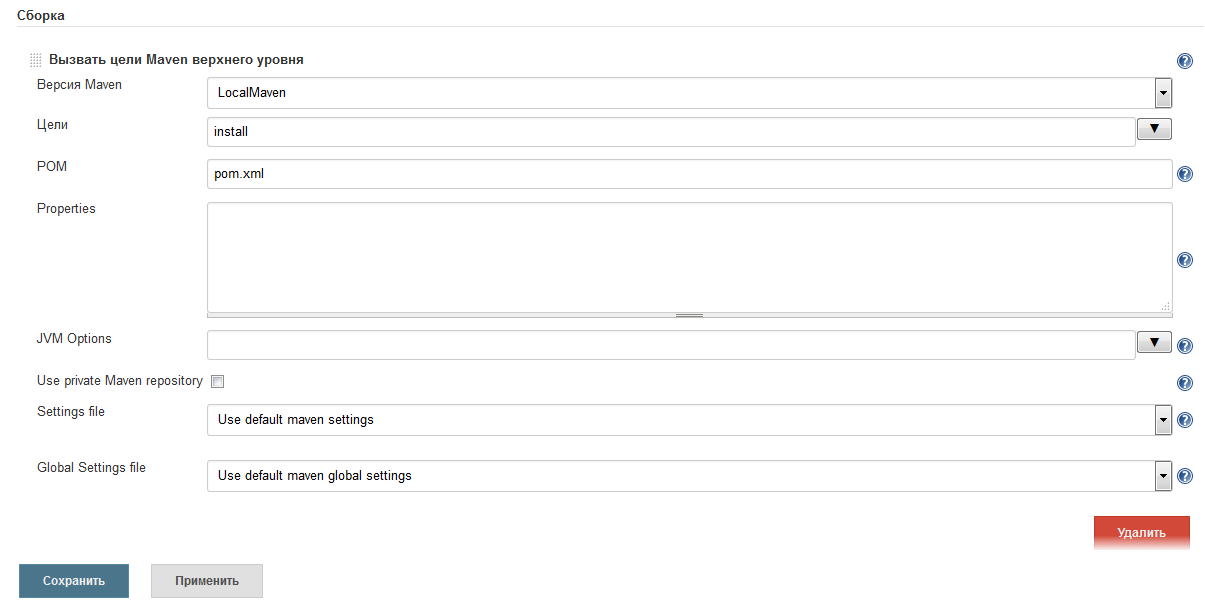 Сборка
Вызвать цели Maven верхнего уровня
Версия Maven
LocalMaven
Цели
install
POM
pom.xml
Properties
JVM Options
Use private Maven repository
Settings file
Use default maven settings
Global Settings file
Use default maven global settings
Удалить
Сохранить
Применить